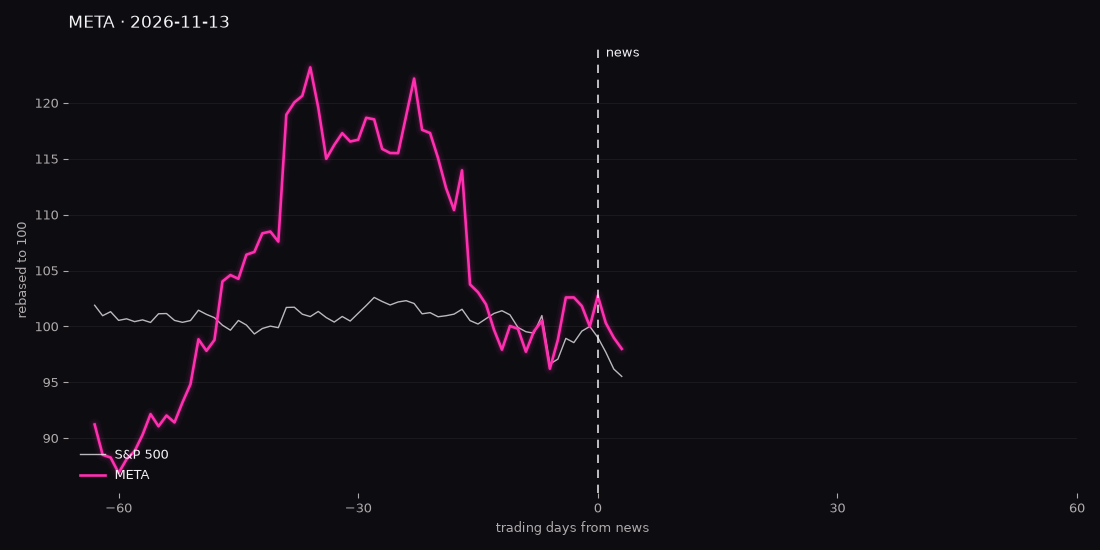 META · 2026-11-13
news
120
115
110
105
100
95
90
rebased to 100
S&P 500
META
−60
−30
0
30
60
trading days from news